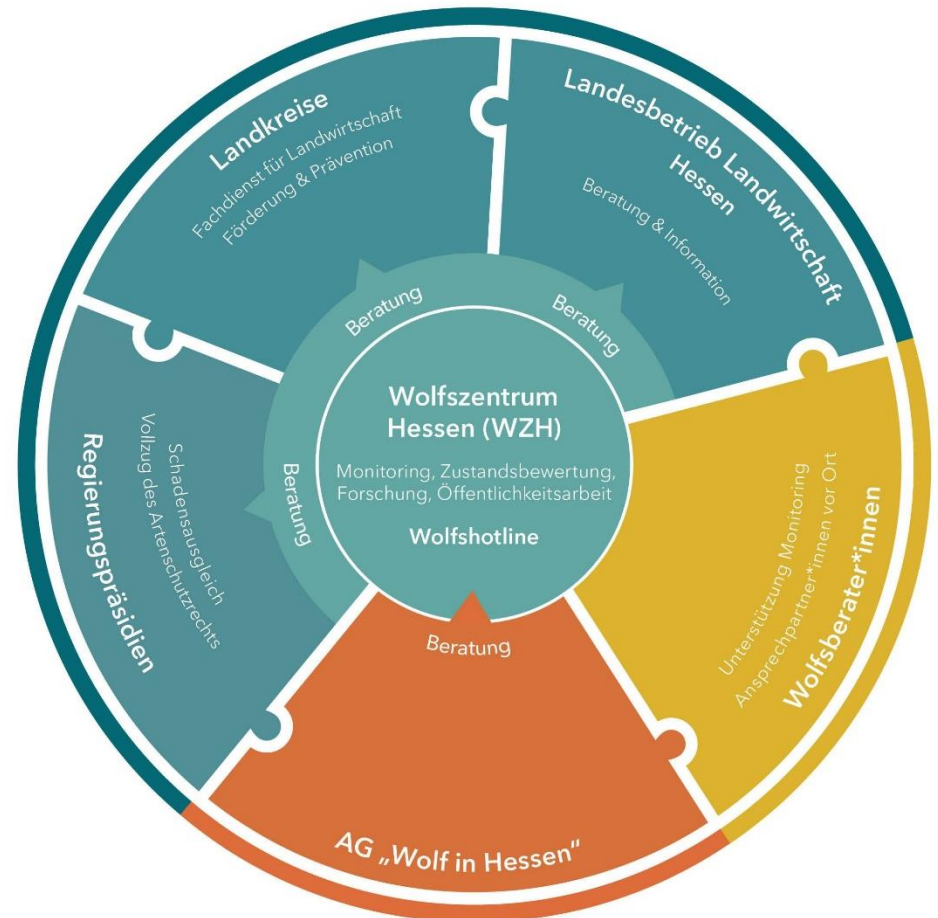 Landkreise
Fachdienst für Landwirtschaft
Förderung & Prävention
Landesbetrieb Landwirtschaft
Hessen
Beratung & Information
Beratung
Beratung
Beratung
Wolfszentrum
Hessen (WZH)
Monitoring, Zustandsbewertung,
Forschung, Öffentlichkeitsarbeit
Wolfshotline
Beratung
Regierungspräsidien
Schadensausgleich
Vollzug des Artenschutzrechts
Unterstützung Monitoring
Ansprechpartner*innen vor Ort
Wolfsberater*innen
AG „Wolf in Hessen“